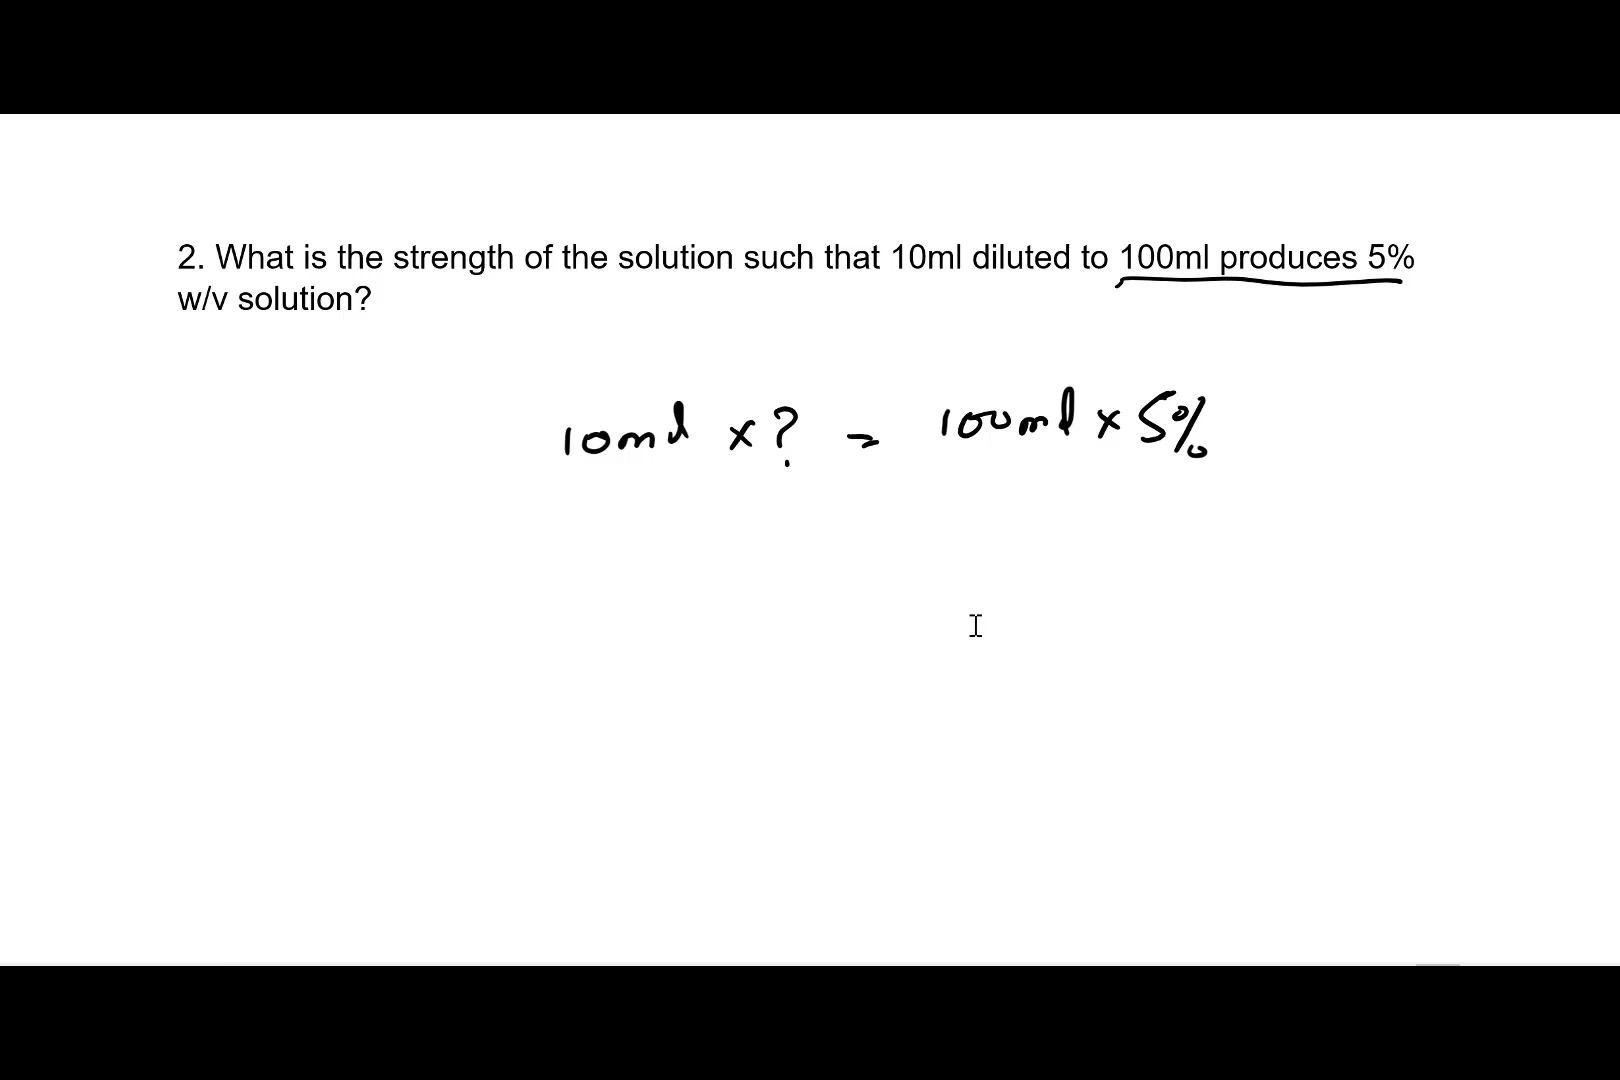 2. What is the strength of the solution such that 10ml diluted to 100ml produces 5%
w/v solution?
10ml x ? = 100ml x 5%